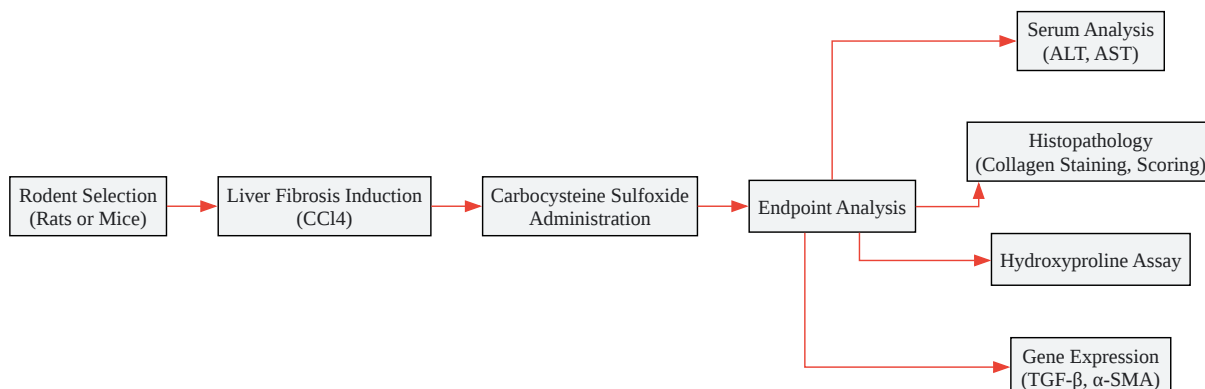 Rodent Selection
(Rats or Mice)
Liver Fibrosis Induction
(CCl4)
Carbocysteine Sulfoxide
Administration
Endpoint Analysis
Serum Analysis
(ALT, AST)
Histopathology
(Collagen Staining, Scoring)
Hydroxyproline Assay
Gene Expression
(TGF-β, α-SMA)